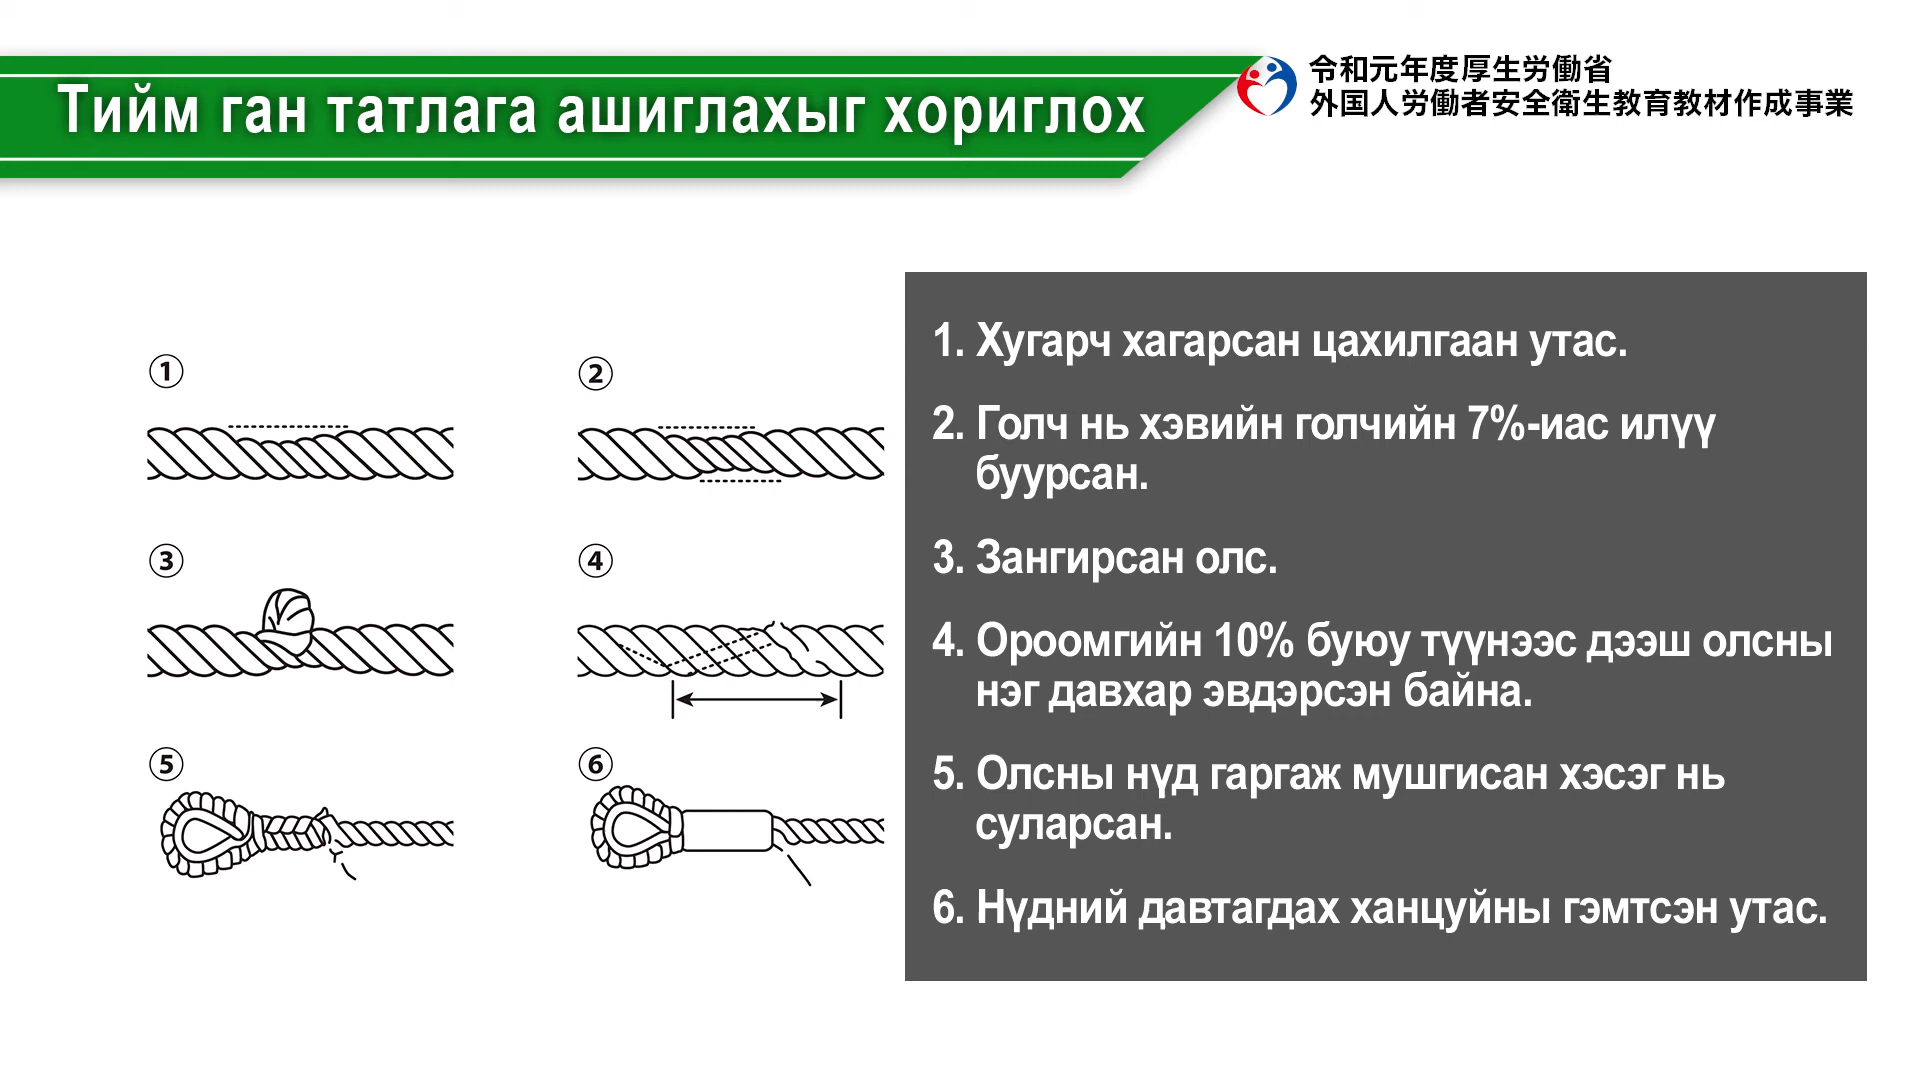 Тийм ган татлага ашиглахыг хориглох
令和元年度厚生労働省
外国人労働者安全衛生教育教材作成事業
①
②
③
④
⑤
⑥
1. Хугарч хагарсан цахилгаан утас.
2. Голч нь хэвийн голчийн 7%-иас илүү
буурсан.
3. Зангирсан олс.
4. Ороомгийн 10% буюу түүнээс дээш олсны
нэг давхар эвдэрсэн байна.
5. Олсны нүд гаргаж мушгисан хэсэг нь
суларсан.
6. Нүдний давтагдах ханцуйны гэмтсэн утас.